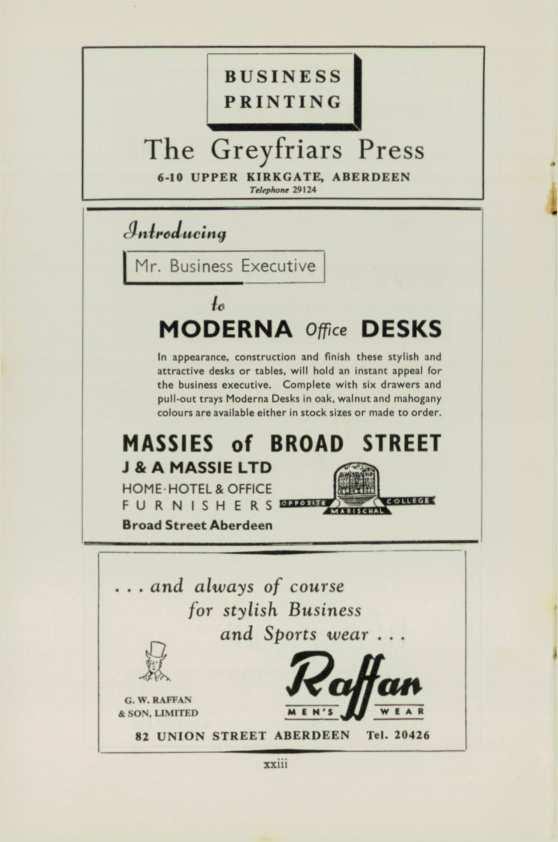 BUSINESS
PRINTING
The Greyfriars Press
6-10 UPPER KIRKGATE, ABERDEEN
Telephone 29124
Introducing
Mr. Business Executive
to
MODERNA Office DESKS
In appearance, construction and finish these stylish and
attractive desks or tables, will hold an instant appeal for
the business executive. Complete with six drawers and
pull-out trays Moderna Desks in oak, walnut and mahogany
colours are available either in stock sizes or made to order.
MASSIES of BROAD STREET
J & A MASSIE LTD
HOME·HOTEL & OFFICE
FURNISHERS
OPPOSITE MARISCHAL COLLEGE
Broad Street Aberdeen
... and always of course
for stylish Business
and Sports wear ...
G. W. RAFFAN
& SON, LIMITED
Raffan
MEN'S WEAR
82 UNION STREET ABERDEEN Tel. 20426
xxiii